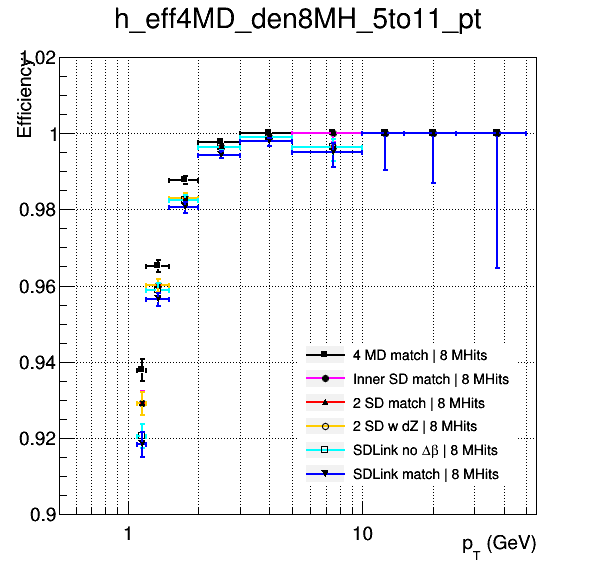 h_eff4MD_den8MH_5to11_pt
Efficiency
1.02
1
0.98
0.96
0.94
0.92
0.9
4 MD match | 8 MHits
Inner SD match | 8 MHits
2 SD match | 8 MHits
2 SD w dZ | 8 MHits
SDLink no Δβ | 8 MHits
SDLink match | 8 MHits
1
10
p_T (GeV)